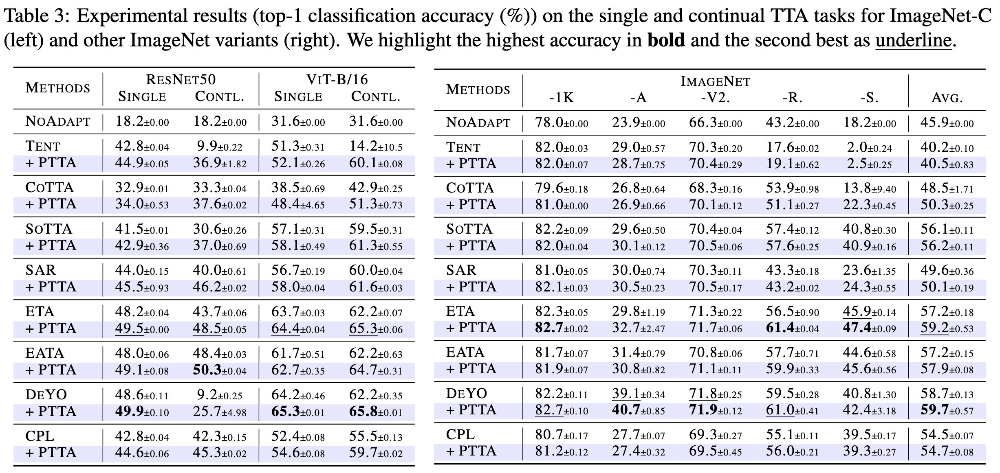 Table 3: Experimental results (top-1 classification accuracy (%)) on the single and continual TTA tasks for ImageNet-C
(left) and other ImageNet variants (right). We highlight the highest accuracy in bold and the second best as underline.
METHODS RESNET50 VIT-B/16
SINGLE CONTL. SINGLE CONTL.
NOADAPT 18.2±0.00 18.2±0.00 31.6±0.00 31.6±0.00
TENT 42.8±0.04 9.9±0.22 51.3±0.31 14.2±10.5
+ PTTA 44.9±0.05 36.9±1.82 52.1±0.26 60.1±0.08
COTTA 32.9±0.01 33.3±0.04 38.5±0.69 42.9±0.25
+ PTTA 34.0±0.53 37.6±0.02 48.4±4.65 51.3±0.73
SOTTA 41.5±0.01 30.6±0.26 57.1±0.31 59.5±0.31
+ PTTA 42.9±0.36 37.0±0.69 58.1±0.49 61.3±0.55
SAR 44.0±0.15 40.0±0.61 56.7±0.19 60.0±0.04
+ PTTA 45.5±0.93 46.2±0.02 58.0±0.04 61.6±0.03
ETA 48.2±0.04 43.7±0.06 63.7±0.03 62.2±0.07
+ PTTA 49.5±0.00 48.5±0.05 64.4±0.04 65.3±0.06
EATA 48.0±0.06 48.4±0.03 61.7±0.51 62.2±0.63
+ PTTA 49.1±0.08 50.3±0.04 62.7±0.35 64.7±0.31
DEYO 48.6±0.11 9.2±0.25 64.2±0.46 62.2±0.35
+ PTTA 49.9±0.10 25.7±4.98 65.3±0.01 65.8±0.01
CPL 42.8±0.04 42.3±0.15 52.4±0.08 55.5±0.13
+ PTTA 44.6±0.06 45.3±0.02 54.6±0.08 59.7±0.02
METHODS IMAGENET
-1K -A -V2. -R. -S. AVG.
NOADAPT 78.0±0.00 23.9±0.00 66.3±0.00 43.2±0.00 18.2±0.00 45.9±0.00
TENT 82.0±0.03 29.0±0.57 70.3±0.20 17.6±0.02 2.0±0.24 40.2±0.10
+ PTTA 82.0±0.07 28.7±0.75 70.4±0.29 19.1±0.62 2.5±0.25 40.5±0.83
COTTA 79.6±0.18 26.8±0.64 68.3±0.16 53.9±0.98 13.8±9.40 48.5±1.71
+ PTTA 81.0±0.00 26.9±0.66 70.1±0.12 51.1±0.27 22.3±0.45 50.3±0.25
SOTTA 82.2±0.09 29.6±0.50 70.4±0.04 57.4±0.12 40.8±0.30 56.1±0.11
+ PTTA 82.0±0.04 30.1±0.12 70.5±0.06 57.6±0.25 40.9±0.16 56.2±0.11
SAR 81.0±0.05 30.0±0.74 70.3±0.11 43.3±0.18 23.6±1.35 49.6±0.36
+ PTTA 82.1±0.03 30.5±0.23 70.5±0.17 43.2±0.02 24.3±0.55 50.1±0.19
ETA 82.3±0.05 29.8±1.19 71.3±0.22 56.5±0.90 45.9±0.14 57.2±0.18
+ PTTA 82.7±0.02 32.7±2.47 71.7±0.06 61.4±0.04 47.4±0.09 59.2±0.53
EATA 81.7±0.07 31.4±0.79 70.8±0.06 57.7±0.71 44.6±0.58 57.2±0.15
+ PTTA 81.9±0.07 30.8±0.82 71.1±0.11 59.9±0.33 45.6±0.56 57.9±0.08
DEYO 82.2±0.11 39.1±0.34 71.8±0.25 59.5±0.28 40.8±1.30 58.7±0.13
+ PTTA 82.7±0.10 40.7±0.85 71.9±0.12 61.0±0.41 42.4±3.18 59.7±0.57
CPL 80.7±0.17 27.7±0.07 69.3±0.27 55.1±0.11 39.5±0.17 54.5±0.07
+ PTTA 81.2±0.12 27.4±0.32 69.5±0.45 56.0±0.21 39.3±0.27 54.7±0.08